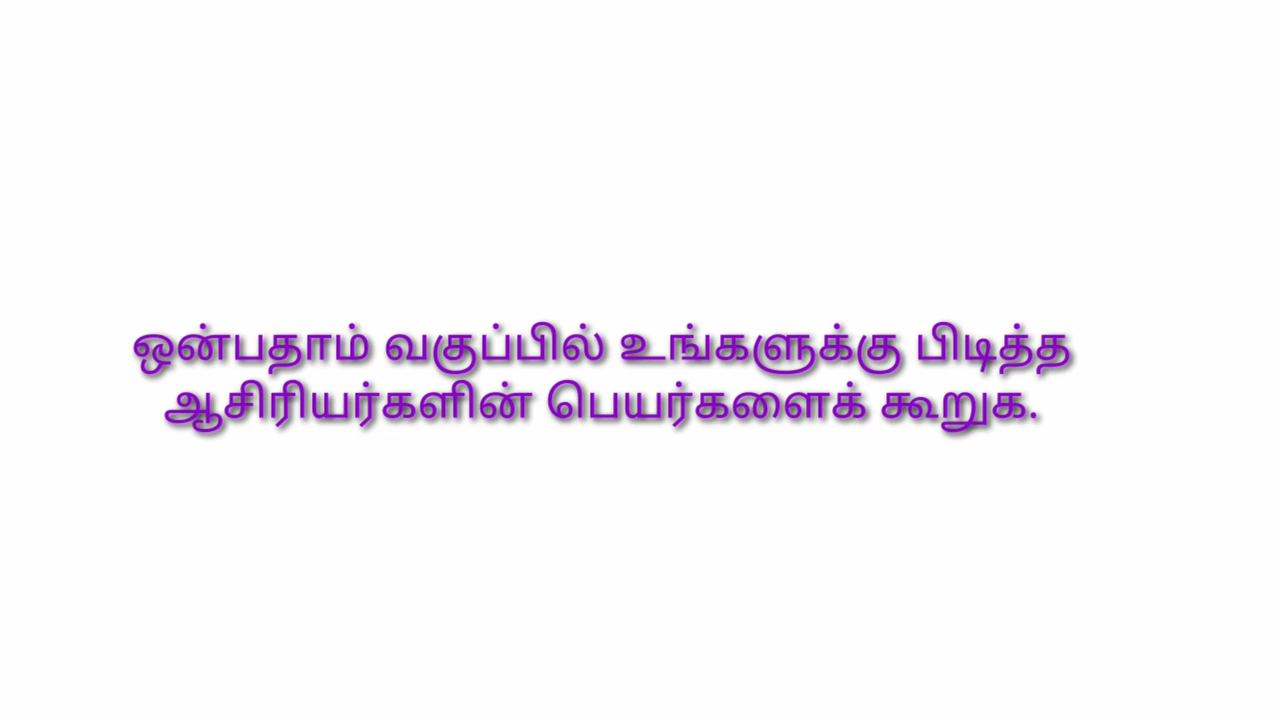 ஒன்பதாம் வகுப்பில் உங்களுக்கு பிடித்த
ஆசிரியர்களின் பெயர்களைக் கூறுக.